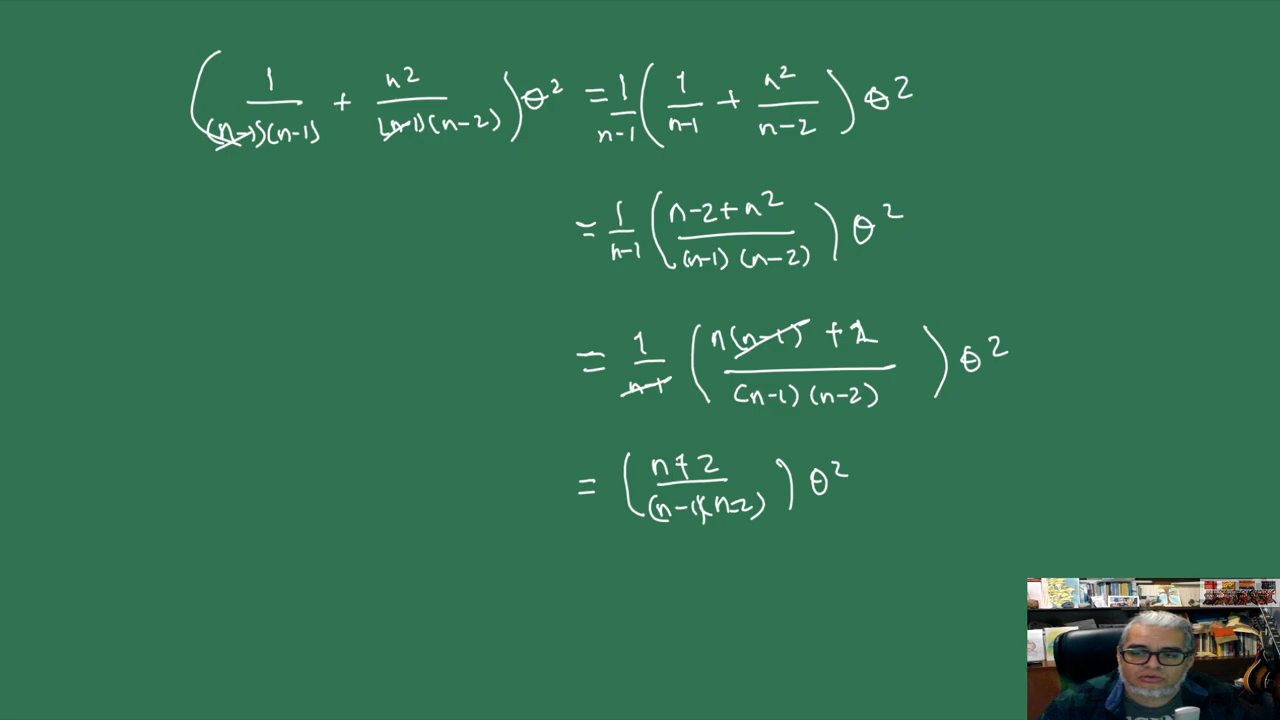 (1/((n-1)(n-1)) + n²/((n-1)(n-2)))θ² = 1/(n-1) (1/(n-1) + n²/(n-2)) θ²
= 1/(n-1) ((n-2+n²)/((n-1)(n-2))) θ²
= 1/(n-1) ((n(n-1)+2)/((n-1)(n-2))) θ²
= ((n+2)/((n-1)(n-2))) θ²